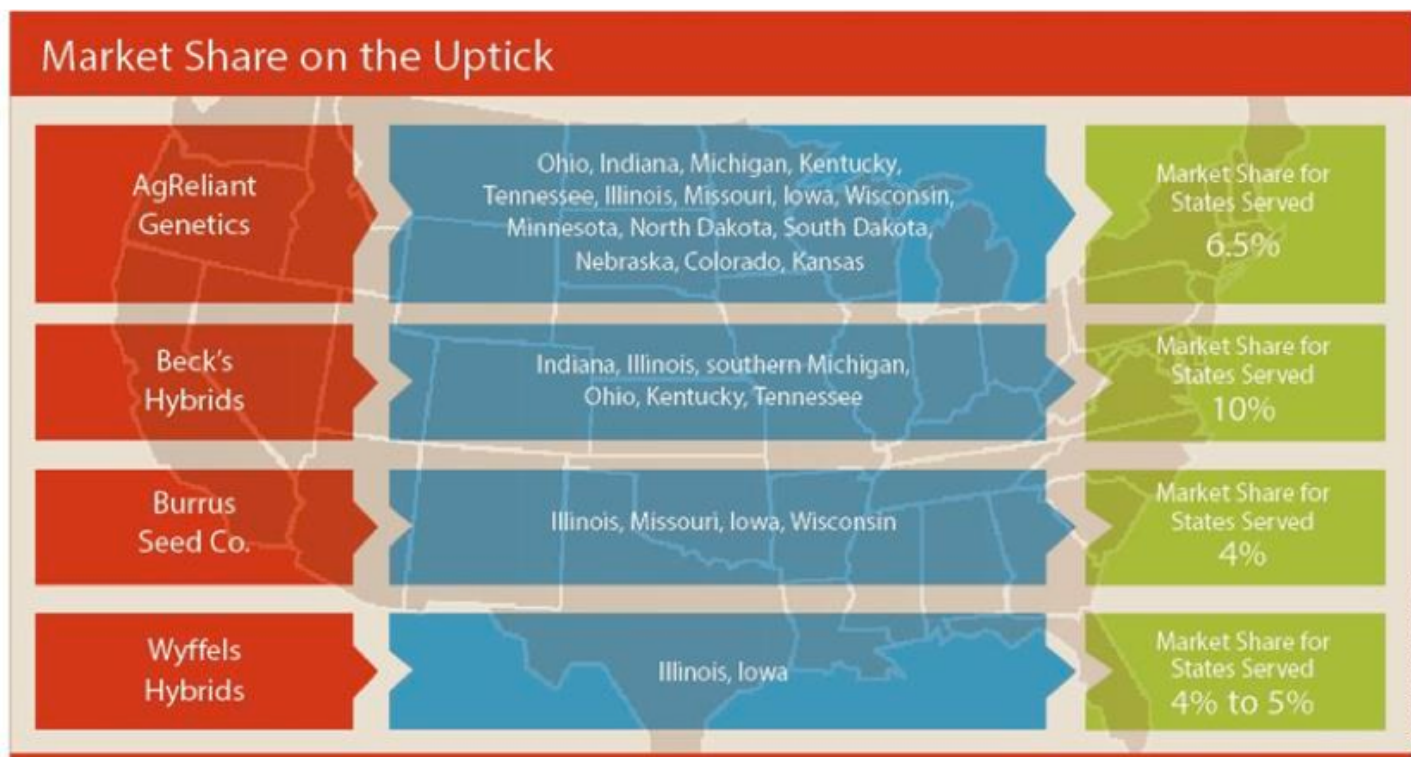 Market Share on the Uptick
AgReliant
Genetics
Ohio, Indiana, Michigan, Kentucky,
Tennessee, Illinois, Missouri, Iowa, Wisconsin,
Minnesota, North Dakota, South Dakota,
Nebraska, Colorado, Kansas
Market Share for
States Served
6.5%
Beck's
Hybrids
Indiana, Illinois, southern Michigan,
Ohio, Kentucky, Tennessee
Market Share for
States Served
10%
Burrus
Seed Co.
Illinois, Missouri, Iowa, Wisconsin
Market Share for
States Served
4%
Wyffels
Hybrids
Illinois, Iowa
Market Share for
States Served
4% to 5%